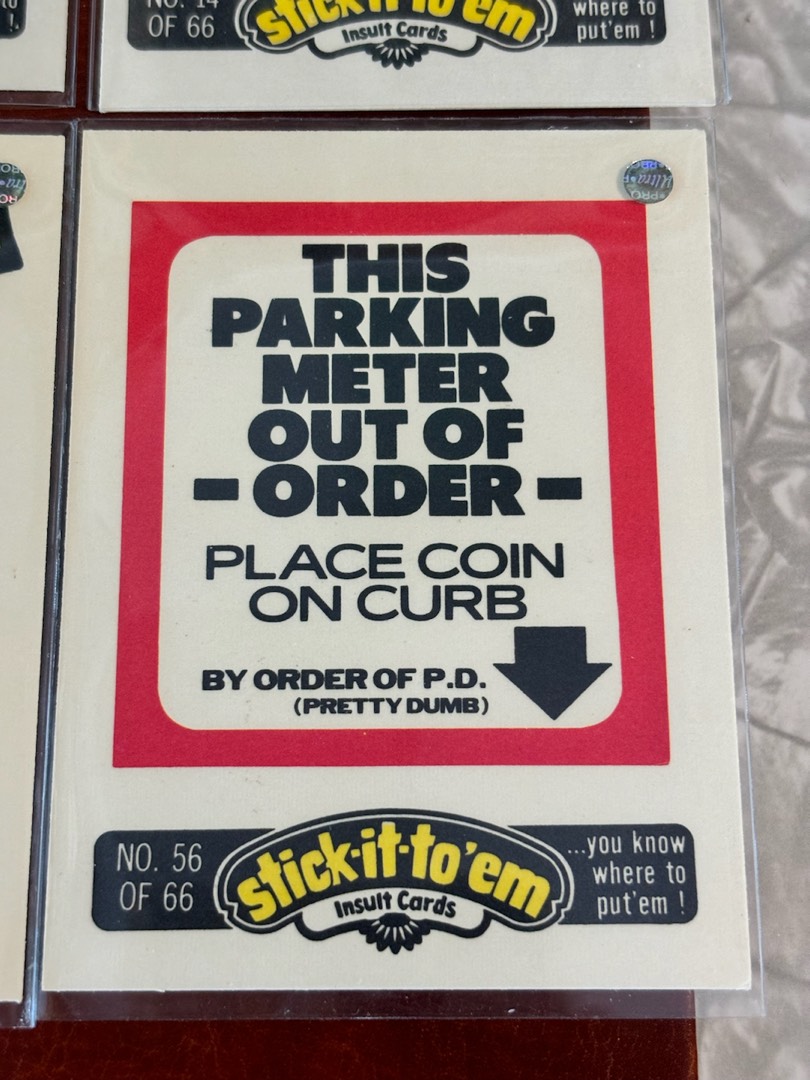 NO. 14
OF 66
stick-it-to'em
Insult Cards
where to
put'em !
THIS
PARKING
METER
OUT OF
-ORDER-
PLACE COIN
ON CURB
BY ORDER OF P.D.
(PRETTY DUMB)
NO. 56
OF 66
stick-it-to'em
Insult Cards
...you know
where to
put'em !